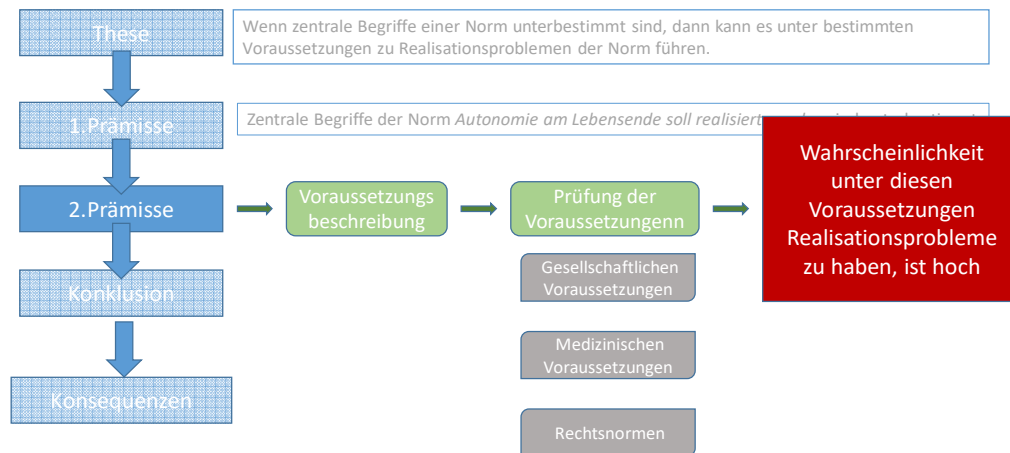 These
Wenn zentrale Begriffe einer Norm unterbestimmt sind, dann kann es unter bestimmten
Voraussetzungen zu Realisationsproblemen der Norm führen.
1.Prämisse
Zentrale Begriffe der Norm Autonomie am Lebensende soll realisiert
2.Prämisse
Voraussetzungs
beschreibung
Prüfung der
Voraussetzungenn
Wahrscheinlichkeit
unter diesen
Voraussetzungen
Realisationsprobleme
zu haben, ist hoch
Gesellschaftlichen
Voraussetzungen
Konklusion
Medizinischen
Voraussetzungen
Konsequenzen
Rechtsnormen